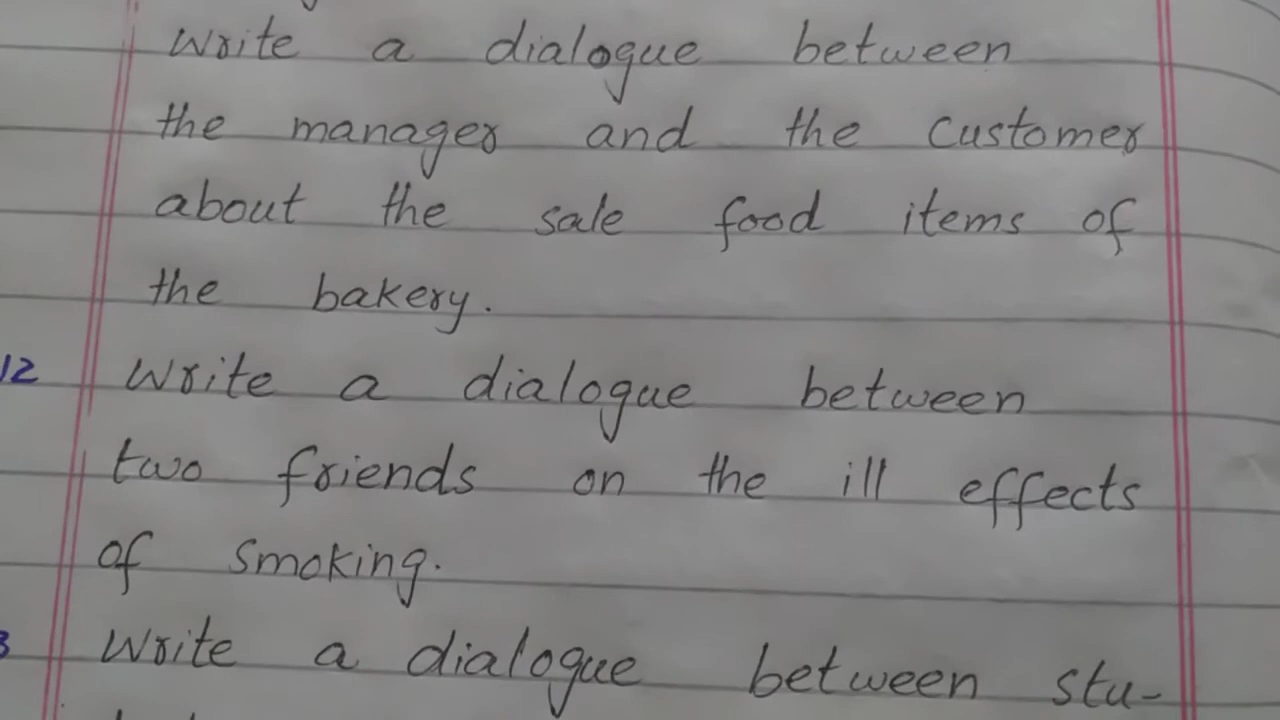 Write a dialogue between
the manager and the customer
about the sale food items of
the bakery.
12 Write a dialogue between
two friends on the ill effects
of smoking.
3 Write a dialogue between stu-